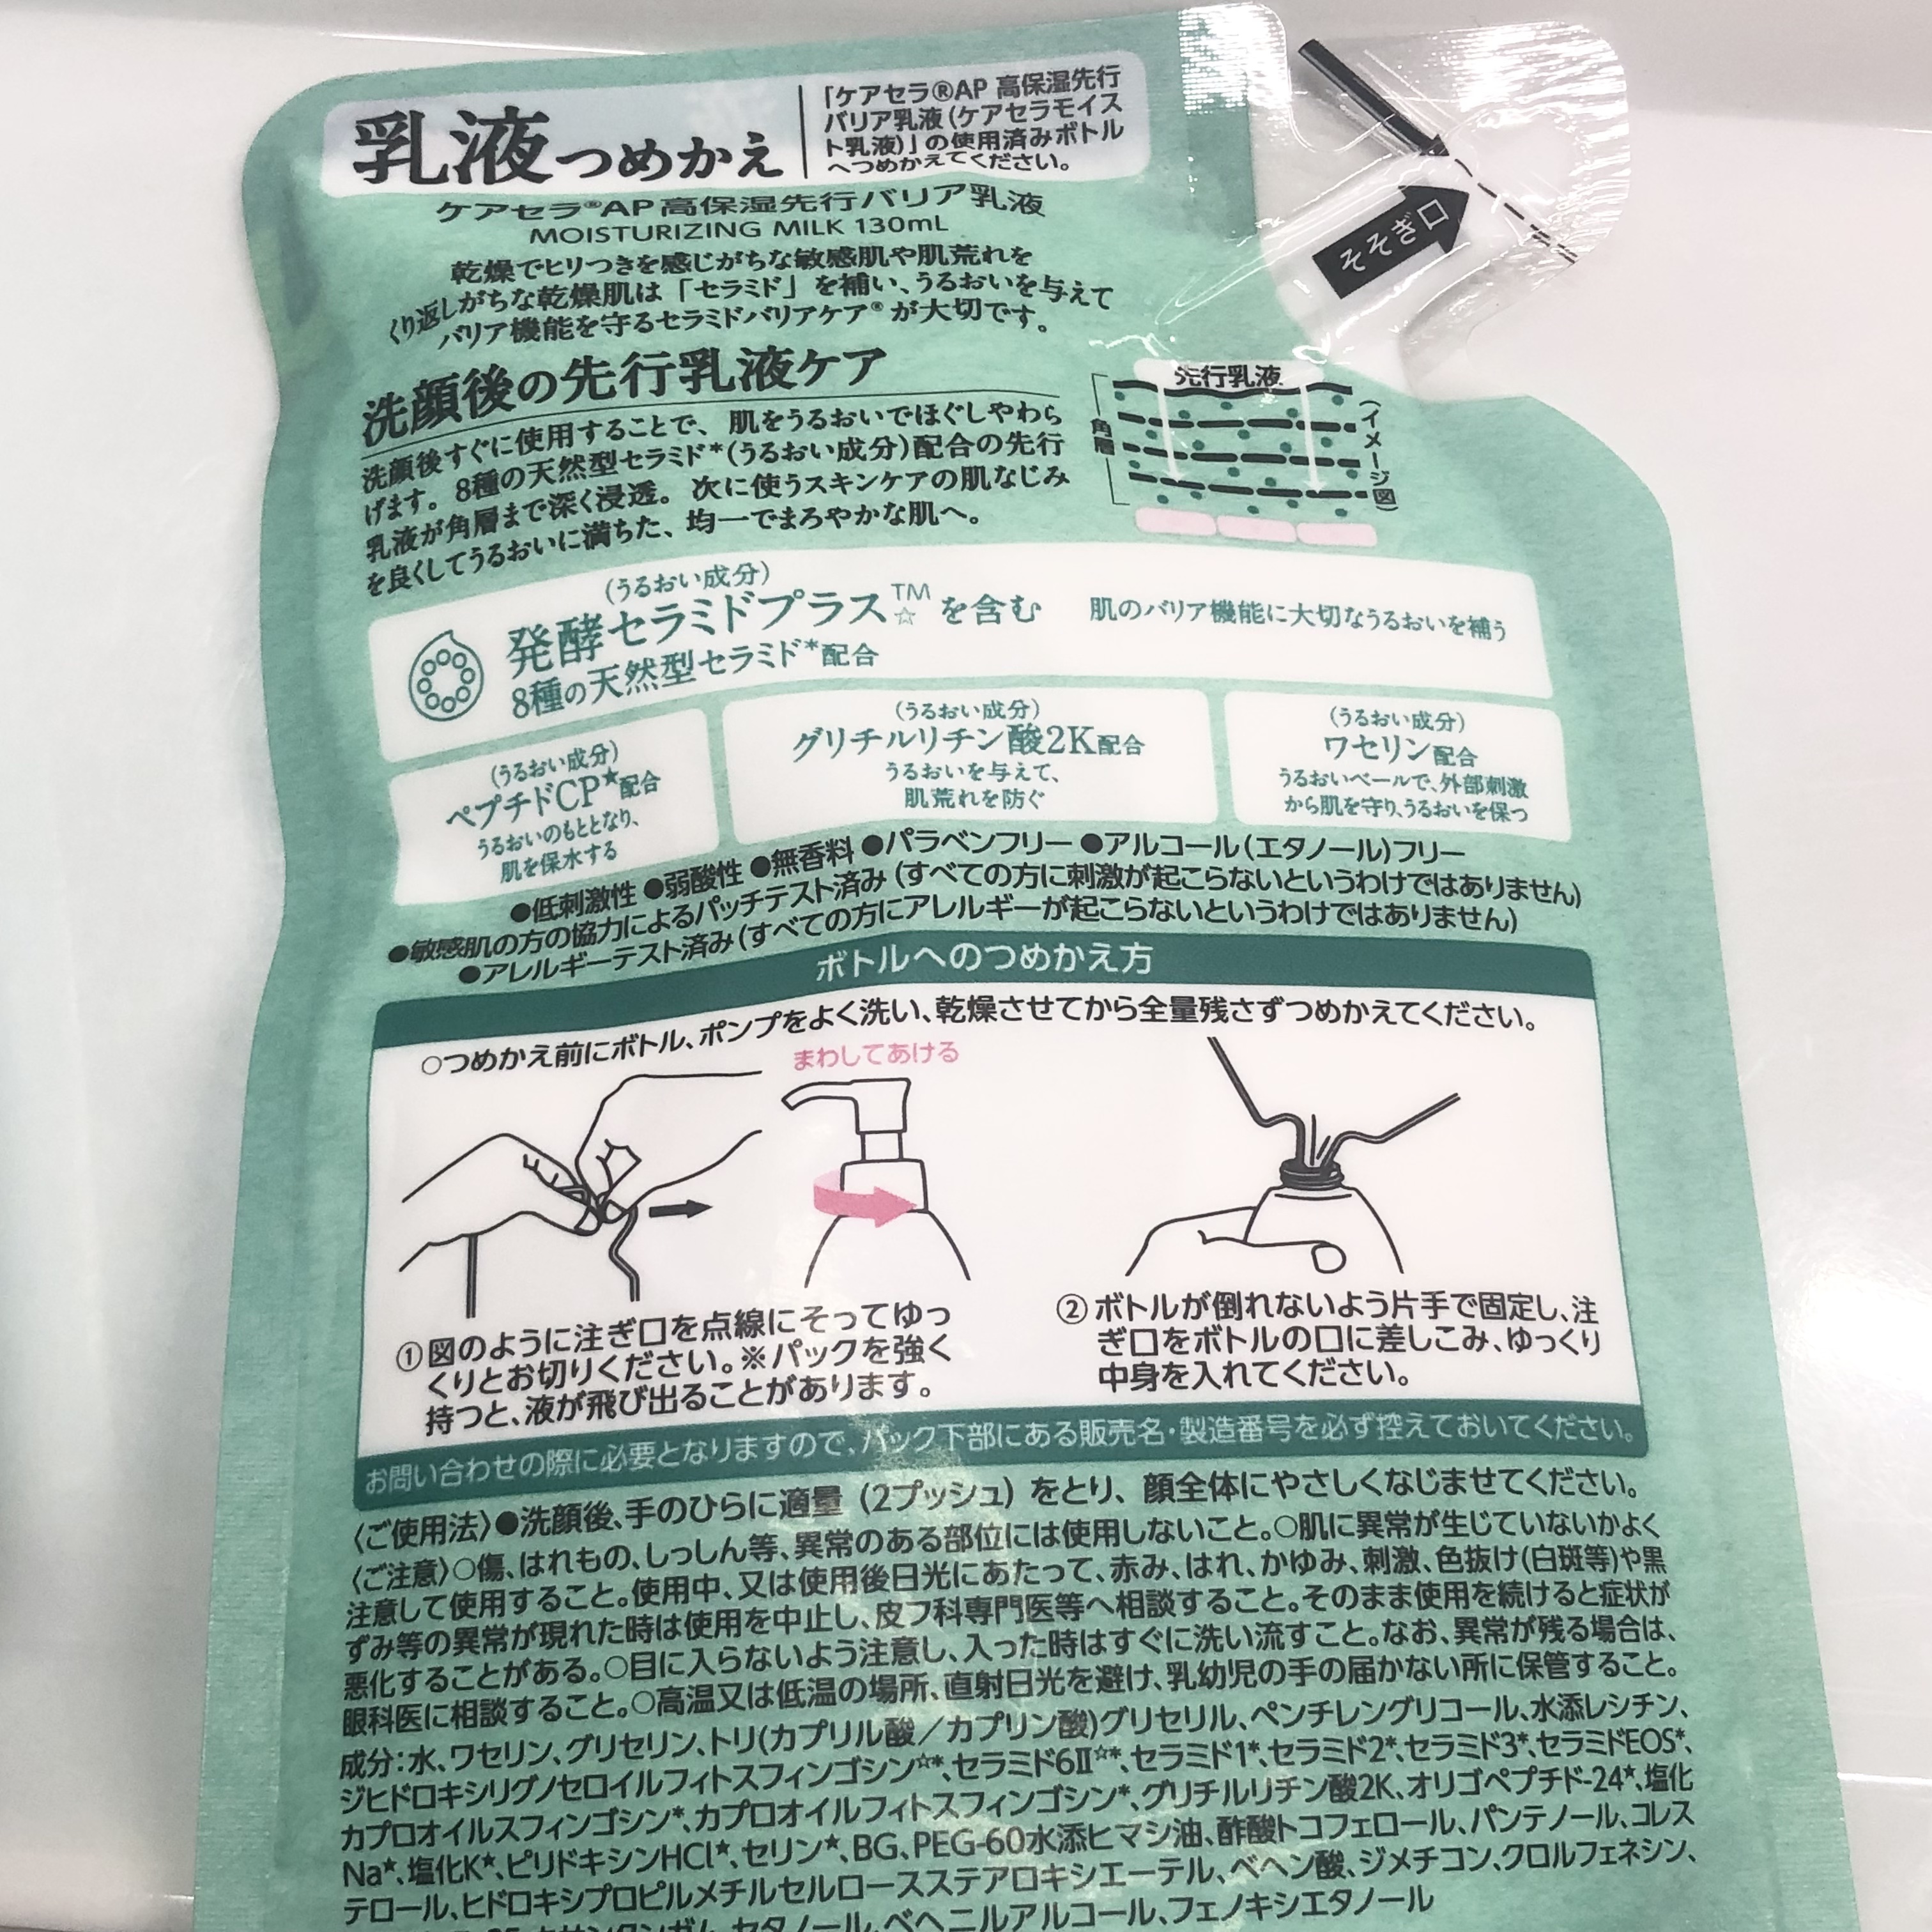 乳液つめかえ
「ケアセラ®AP 高保湿先行
バリア乳液(ケアセラモイス
ト乳液)」の使用済みボトル
へつめかえてください。
そそぎ口
ケアセラ®AP高保湿先行バリア乳液
MOISTURIZING MILK 130mL
乾燥でヒリつきを感じがちな敏感肌や肌荒れを
くり返しがちな乾燥肌は「セラミド」を補い、うるおいを与えて
バリア機能を守るセラミドバリアケア®が大切です。
洗顔後の先行乳液ケア
洗顔後すぐに使用することで、肌をうるおいでほぐしやわら
げます。8種の天然型セラミド*(うるおい成分)配合の先行
乳液が角層まで深く浸透。次に使うスキンケアの肌なじみ
を良くしてうるおいに満ちた、均一でまろやかな肌へ。
先行乳液
角層
(イメージ図)
(うるおい成分)
発酵セラミドプラス™☆を含む
8種の天然型セラミド*配合
肌のバリア機能に大切なうるおいを補う
(うるおい成分)
ペプチドCP★配合
うるおいのもととなり、
肌を保水する
(うるおい成分)
グリチルリチン酸2K配合
うるおいを与えて、
肌荒れを防ぐ
(うるおい成分)
ワセリン配合
うるおいベールで、外部刺激
から肌を守り、うるおいを保つ
●低刺激性 ●弱酸性 ●無香料 ●パラベンフリー ●アルコール(エタノール)フリー
●敏感肌の方の協力によるパッチテスト済み(すべての方に刺激が起こらないというわけではありません)
●アレルギーテスト済み(すべての方にアレルギーが起こらないというわけではありません)
ボトルへのつめかえ方
○つめかえ前にボトル、ポンプをよく洗い、乾燥させてから全量残さずつめかえてください。
まわしてあける
①図のように注ぎ口を点線にそってゆっ
くりとお切りください。※パックを強く
持つと、液が飛び出ることがあります。
②ボトルが倒れないよう片手で固定し、注
ぎ口をボトルの口に差しこみ、ゆっくり
中身を入れてください。
お問い合わせの際に必要となりますので、パック下部にある販売名・製造番号を必ず控えておいてください。
〈ご使用法〉●洗顔後、手のひらに適量(2プッシュ)をとり、顔全体にやさしくなじませてください。
〈ご注意〉○傷、はれもの、しっしん等、異常のある部位には使用しないこと。○肌に異常が生じていないかよく
注意して使用すること。使用中、又は使用後日光にあたって、赤み、はれ、かゆみ、刺激、色抜け(白斑等)や黒
ずみ等の異常が現れた時は使用を中止し、皮フ科専門医等へ相談すること。そのまま使用を続けると症状が
悪化することがある。○目に入らないよう注意し、入った時はすぐに洗い流すこと。なお、異常が残る場合は、
眼科医に相談すること。○高温又は低温の場所、直射日光を避け、乳幼児の手の届かない所に保管すること。
成分：水、ワセリン、グリセリン、トリ(カプリル酸／カプリン酸)グリセリル、ペンチレングリコール、水添レシチン、
ジヒドロキシリグノセロイルフィトスフィンゴシン☆*、セラミド6Ⅱ☆*、セラミド1*、セラミド2*、セラミド3*、セラミドEOS*、
カプロオイルスフィンゴシン*、カプロオイルフィトスフィンゴシン*、グリチルリチン酸2K、オリゴペプチド-24★、塩化
Na★、塩化K★、ピリドキシンHCl★、セリン★、BG、PEG-60水添ヒマシ油、酢酸トコフェロール、パンテノール、コレス
テロール、ヒドロキシプロピルメチルセルロースステアロキシエーテル、ベヘン酸、ジメチコン、クロルフェネシン、
キサンタンガム、セタノール、ベヘニルアルコール、フェノキシエタノール